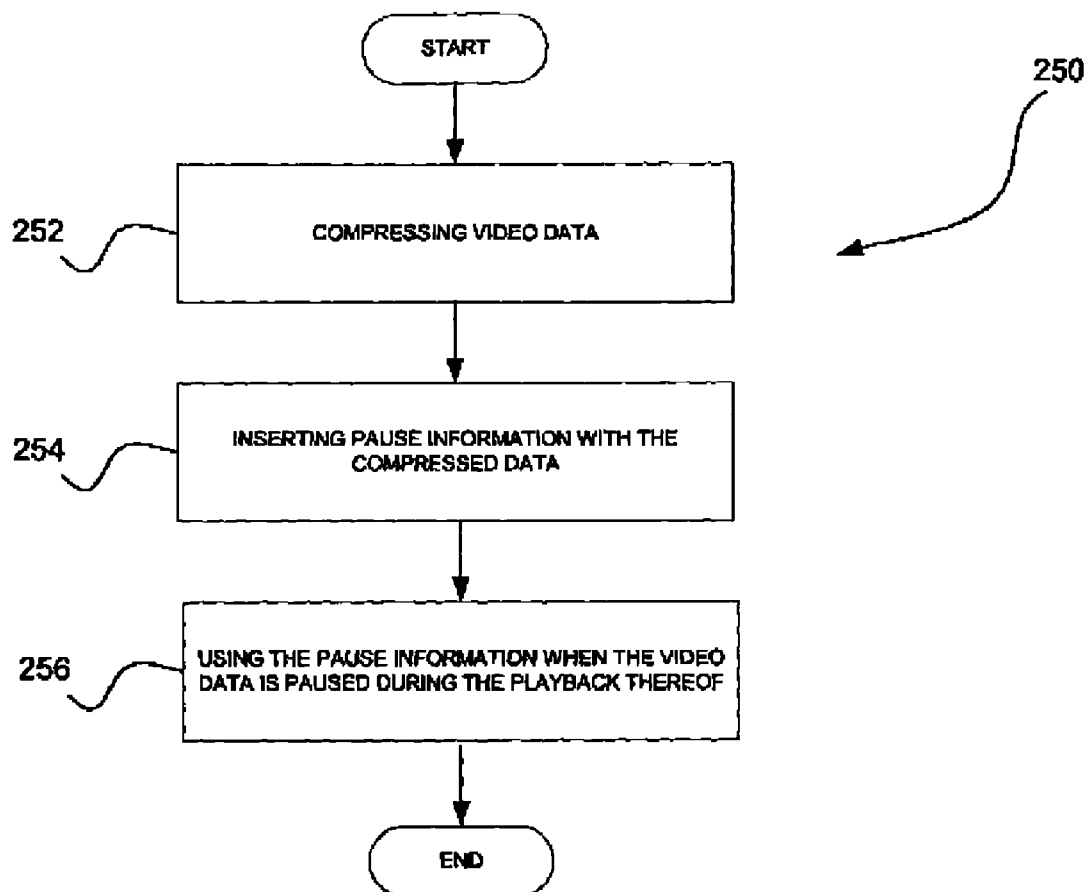 START
250
252
COMPRESSING VIDEO DATA
254
INSERTING PAUSE INFORMATION WITH THE
COMPRESSED DATA
256
USING THE PAUSE INFORMATION WHEN THE VIDEO
DATA IS PAUSED DURING THE PLAYBACK THEREOF
END